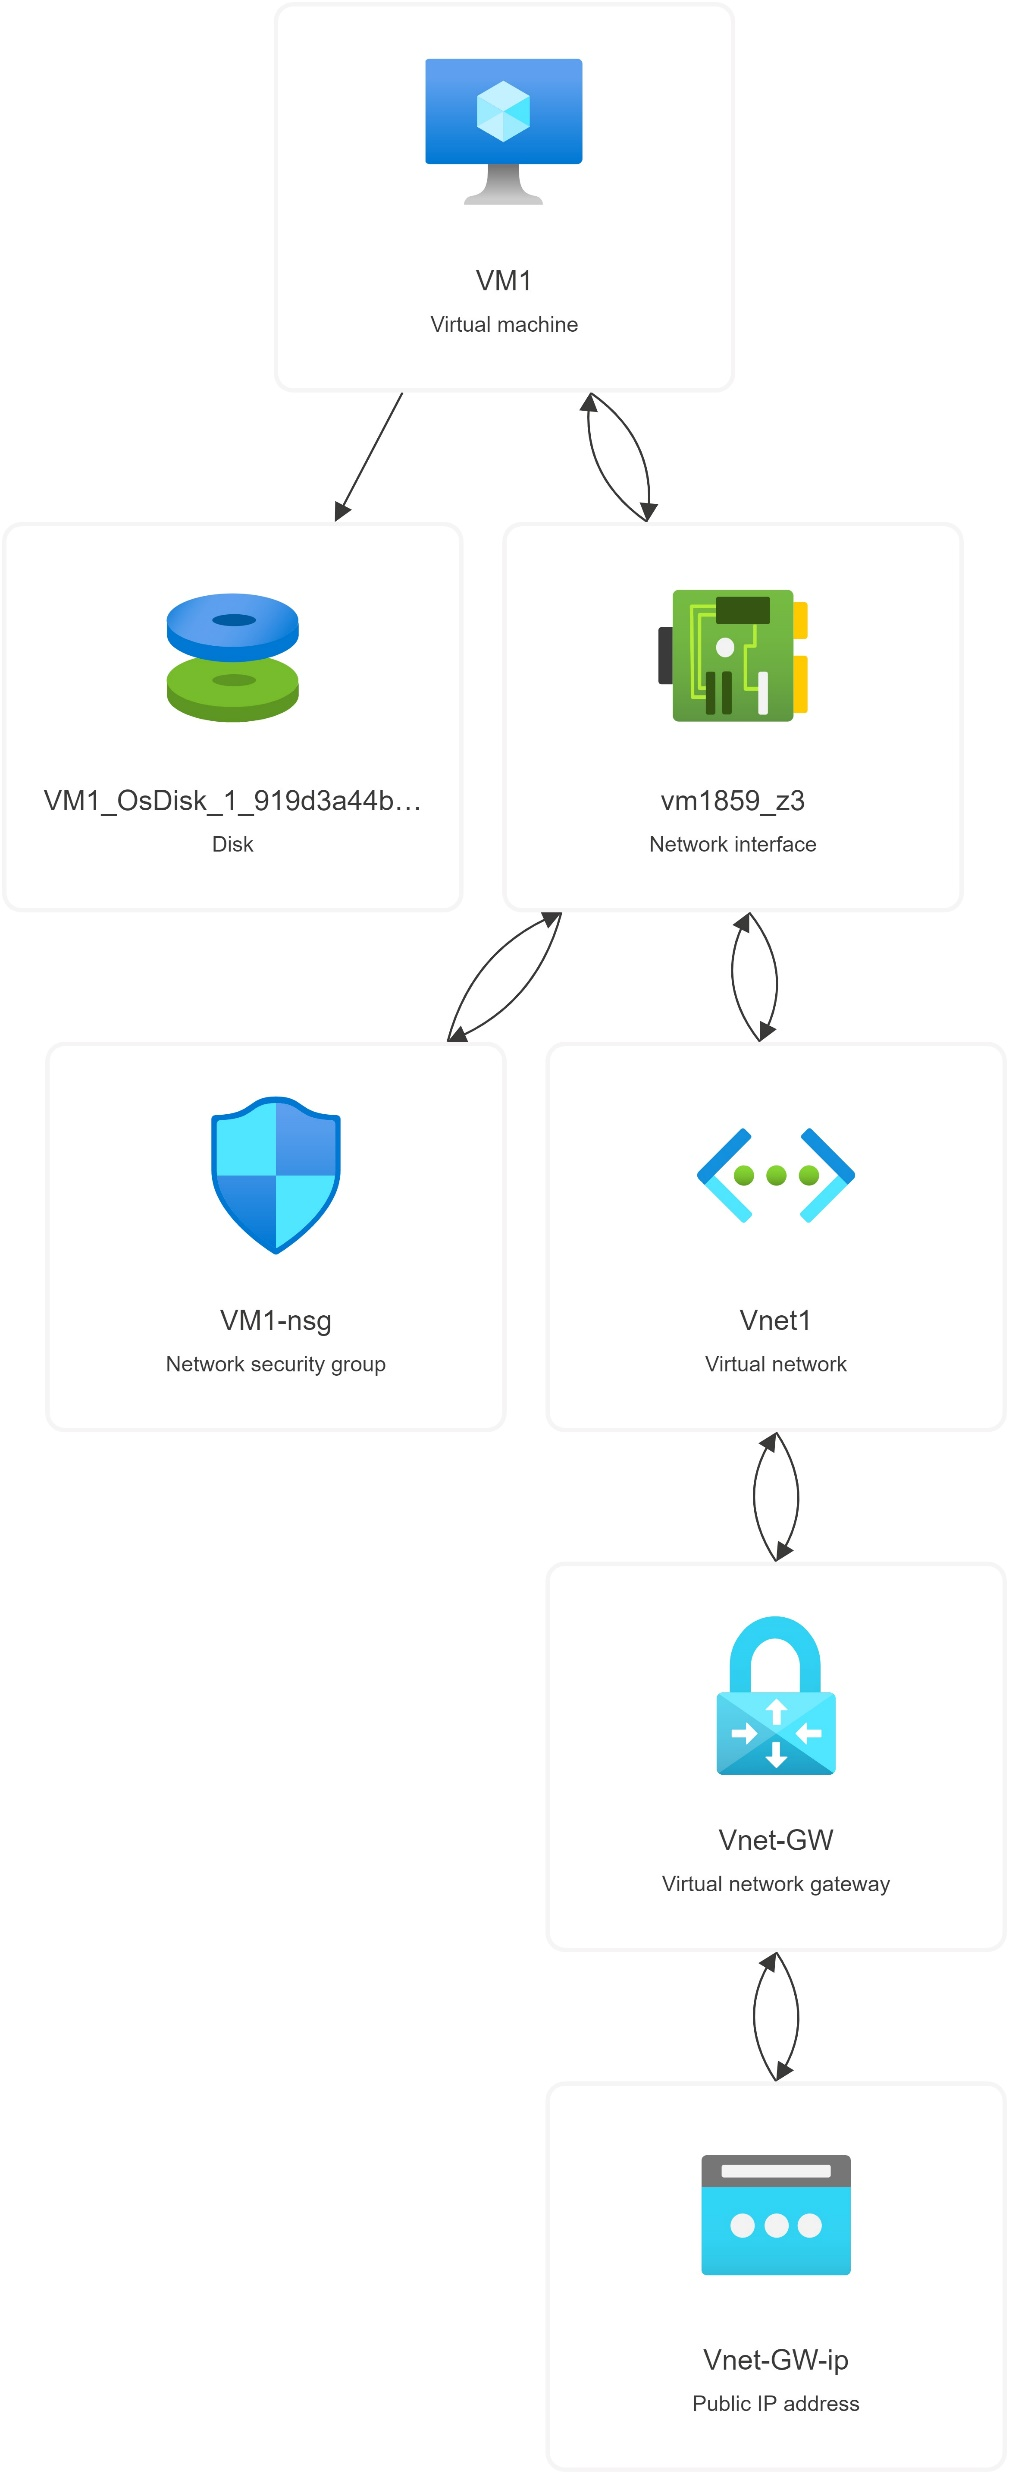 VM1
Virtual machine
VM1_OsDisk_1_919d3a44b…
Disk
vm1859_z3
Network interface
VM1-nsg
Network security group
Vnet1
Virtual network
Vnet-GW
Virtual network gateway
Vnet-GW-ip
Public IP address